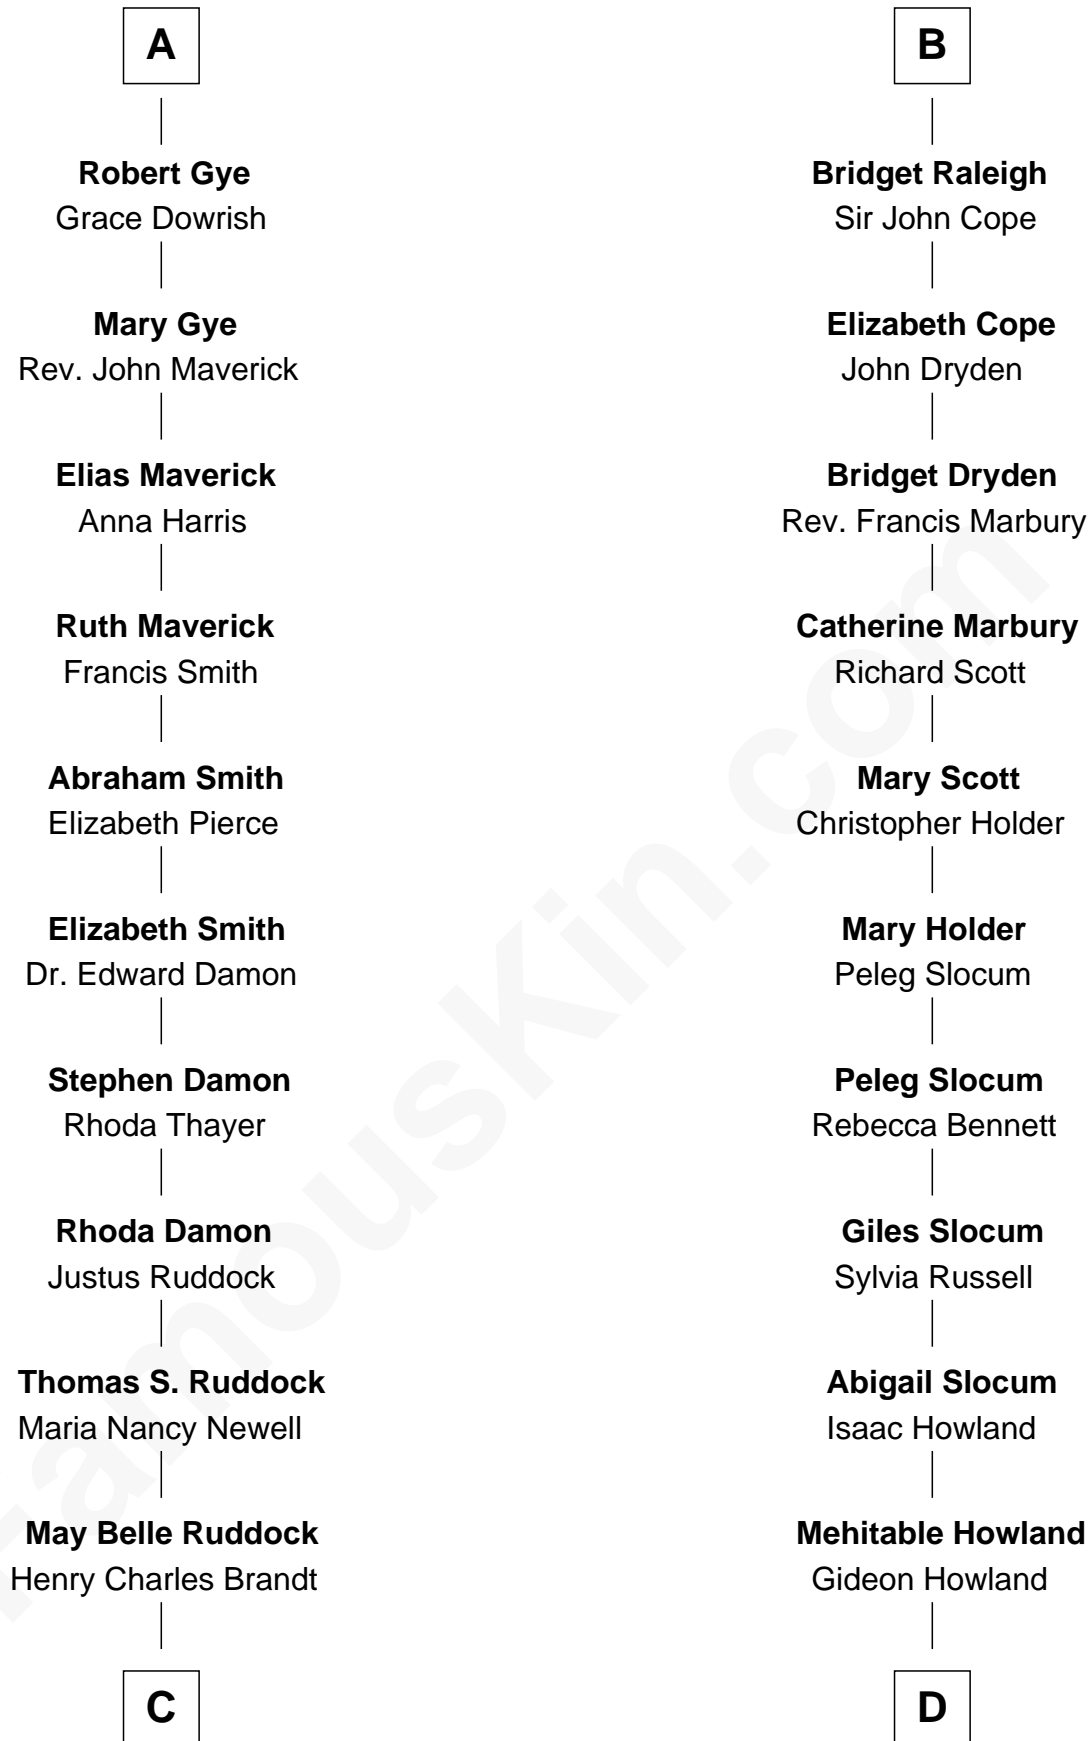 A
Robert Gye
Grace Dowrish
Mary Gye
Rev. John Maverick
Elias Maverick
Anna Harris
Ruth Maverick
Francis Smith
Abraham Smith
Elizabeth Pierce
Elizabeth Smith
Dr. Edward Damon
Stephen Damon
Rhoda Thayer
Rhoda Damon
Justus Ruddock
Thomas S. Ruddock
Maria Nancy Newell
May Belle Ruddock
Henry Charles Brandt
C
B
Bridget Raleigh
Sir John Cope
Elizabeth Cope
John Dryden
Bridget Dryden
Rev. Francis Marbury
Catherine Marbury
Richard Scott
Mary Scott
Christopher Holder
Mary Holder
Peleg Slocum
Peleg Slocum
Rebecca Bennett
Giles Slocum
Sylvia Russell
Abigail Slocum
Isaac Howland
Mehitable Howland
Gideon Howland
D
FamousKin.com